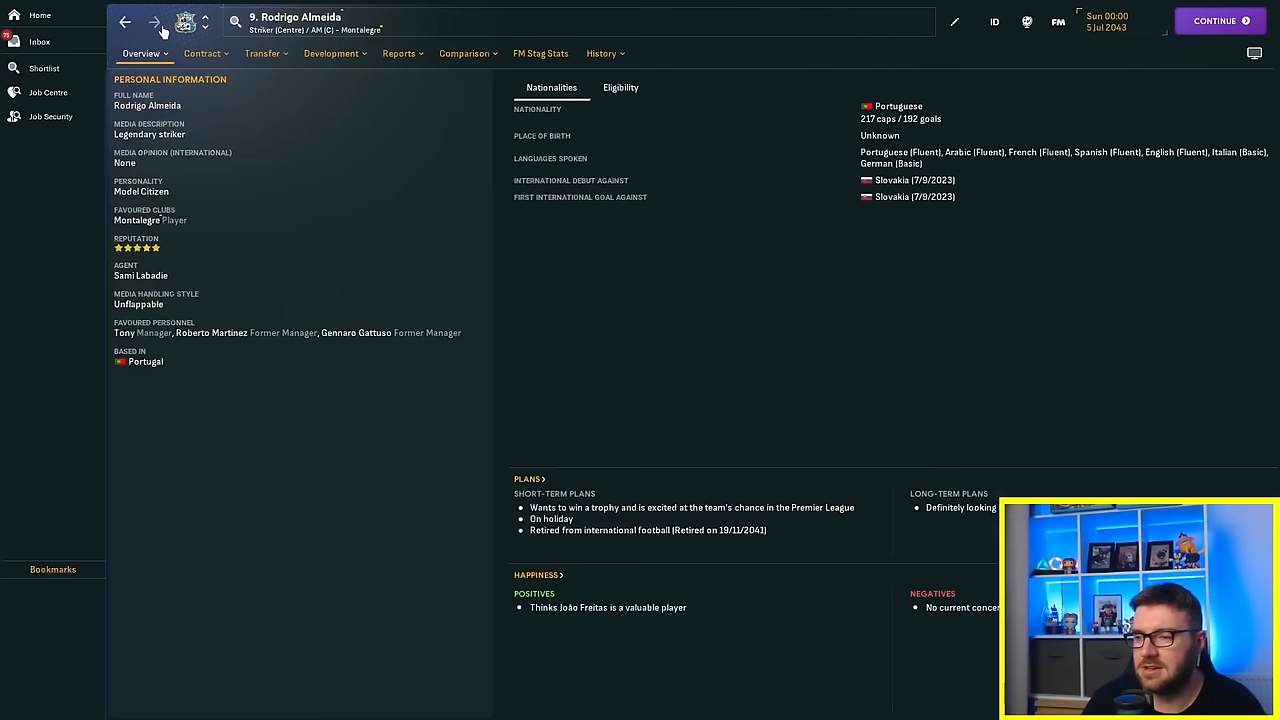 Home
Inbox
75
Shortlist
Job Centre
Job Security
Bookmarks
9. Rodrigo Almeida
Striker (Centre) / AM (C) - Montalegre
ID
FM
Sun 00:00
5 Jul 2043
CONTINUE
Overview
Contract
Transfer
Development
Reports
Comparison
FM Stag Stats
History
PERSONAL INFORMATION
FULL NAME
Rodrigo Almeida
MEDIA DESCRIPTION
Legendary striker
MEDIA OPINION (INTERNATIONAL)
None
PERSONALITY
Model Citizen
FAVOURED CLUBS
Montalegre Player
REPUTATION
AGENT
Sami Labadie
MEDIA HANDLING STYLE
Unflappable
FAVOURED PERSONNEL
Tony Manager, Roberto Martínez Former Manager, Gennaro Gattuso Former Manager
BASED IN
Portugal
Nationalities
Eligibility
NATIONALITY
Portuguese
217 caps / 192 goals
PLACE OF BIRTH
Unknown
LANGUAGES SPOKEN
Portuguese (Fluent), Arabic (Fluent), French (Fluent), Spanish (Fluent), English (Fluent), Italian (Basic),
German (Basic)
INTERNATIONAL DEBUT AGAINST
Slovakia (7/9/2023)
FIRST INTERNATIONAL GOAL AGAINST
Slovakia (7/9/2023)
PLANS
SHORT-TERM PLANS
Wants to win a trophy and is excited at the team's chance in the Premier League
On holiday
Retired from international football (Retired on 19/11/2041)
LONG-TERM PLANS
Definitely looking
HAPPINESS
POSITIVES
Thinks João Freitas is a valuable player
NEGATIVES
No current concer